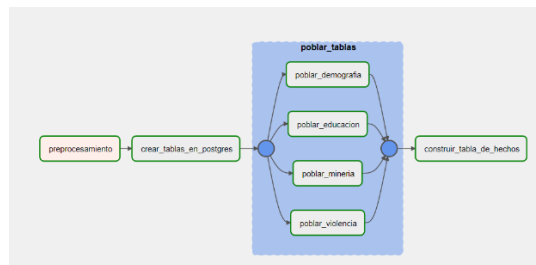 poblar_tablas
poblar_demografia
poblar_educacion
preprocesamiento
crear_tablas_en_postgres
construir_tabla_de_hechos
poblar_mineria
poblar_violencia